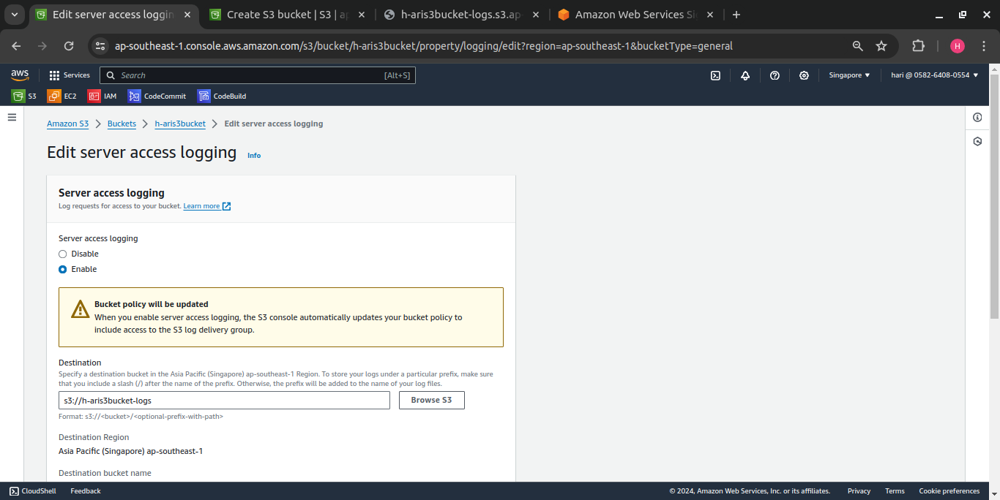 Edit server access loggin
Create S3 bucket | S3 | ap
h-aris3bucket-logs.s3.ap-
Amazon Web Services Si
ap-southeast-1.console.aws.amazon.com/s3/bucket/h-aris3bucket/property/logging/edit?region=ap-southeast-1&bucketType=general
H
aws
Services
Search
[Alt+S]
Singapore
hari @ 0582-6408-0554
S3
EC2
IAM
CodeCommit
CodeBuild
Amazon S3
Buckets
h-aris3bucket
Edit server access logging
Edit server access logging
Info
Server access logging
Log requests for access to your bucket. Learn more
Server access logging
Disable
Enable
Bucket policy will be updated
When you enable server access logging, the S3 console automatically updates your bucket policy to
include access to the S3 log delivery group.
Destination
Specify a destination bucket in the Asia Pacific (Singapore) ap-southeast-1 Region. To store your logs under a particular prefix, make sure
that you include a slash (/) after the name of the prefix. Otherwise, the prefix will be added to the name of your log files.
s3://h-aris3bucket-logs
Browse S3
Format: s3://<bucket>/<optional-prefix-with-path>
Destination Region
Asia Pacific (Singapore) ap-southeast-1
Destination bucket name
CloudShell
Feedback
© 2024, Amazon Web Services, Inc. or its affiliates.
Privacy
Terms
Cookie preferences